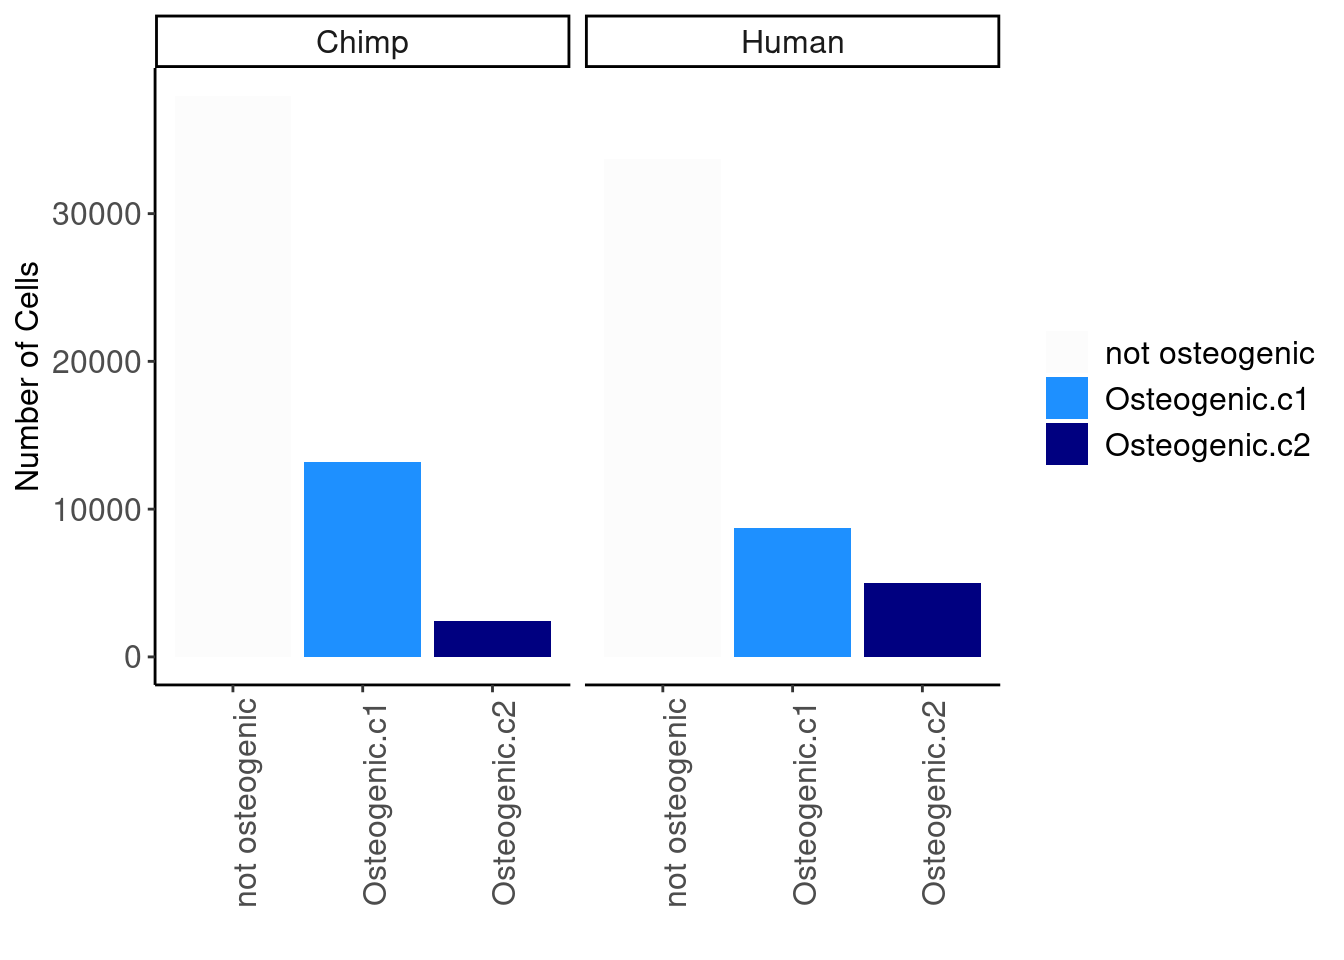 Chimp
Human
Number of Cells
30000
20000
10000
0
not osteogenic
Osteogenic.c1
Osteogenic.c2
not osteogenic
Osteogenic.c1
Osteogenic.c2
not osteogenic
Osteogenic.c1
Osteogenic.c2